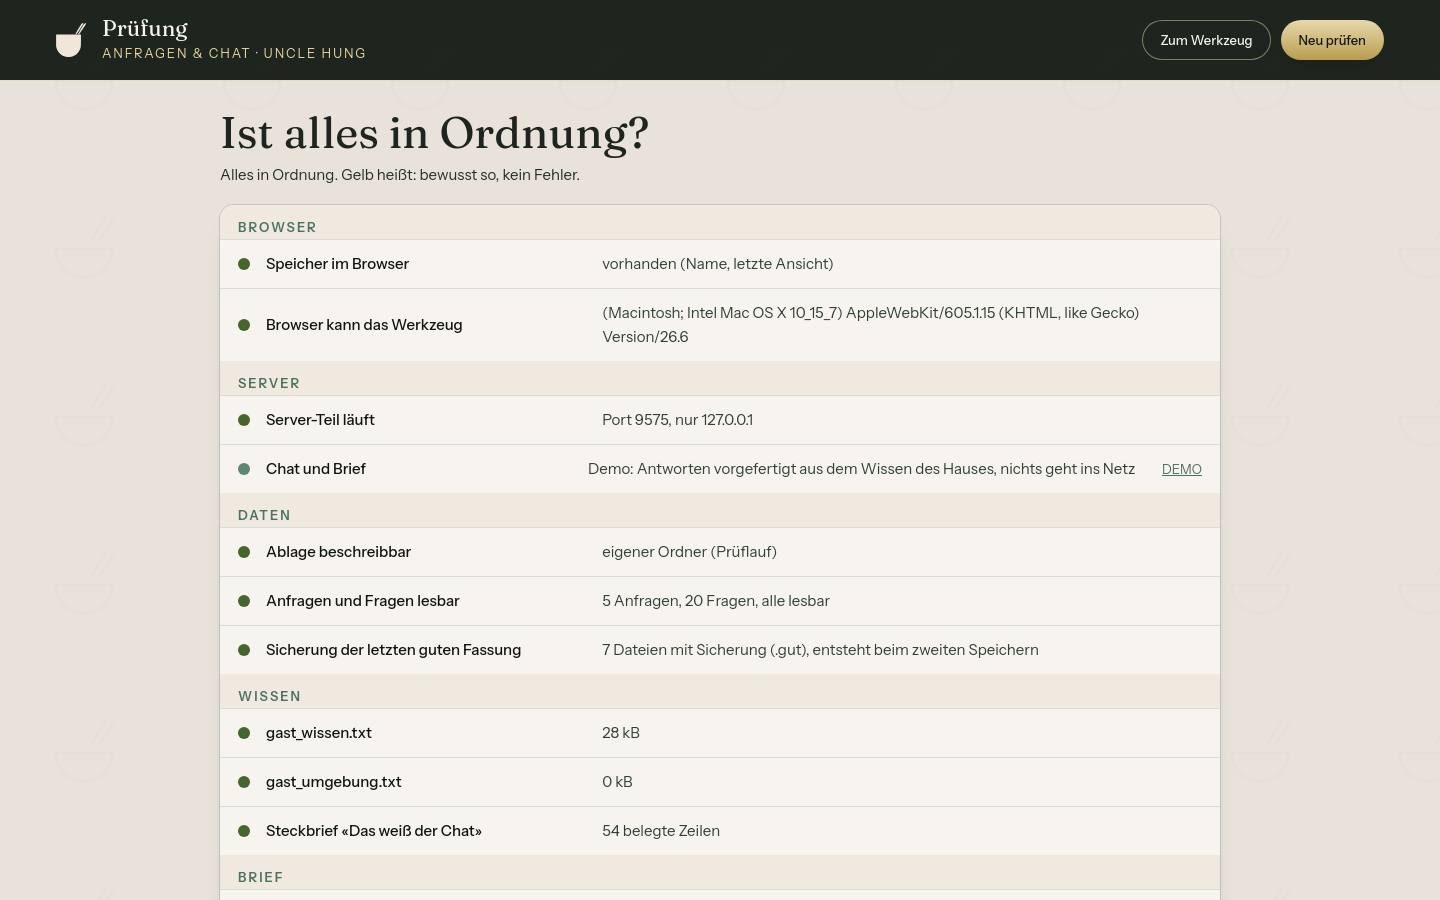 Prüfung
ANFRAGEN & CHAT · UNCLE HUNG
Zum Werkzeug
Neu prüfen
Ist alles in Ordnung?
Alles in Ordnung. Gelb heißt: bewusst so, kein Fehler.
BROWSER
Speicher im Browser
vorhanden (Name, letzte Ansicht)
Browser kann das Werkzeug
(Macintosh; Intel Mac OS X 10_15_7) AppleWebKit/605.1.15 (KHTML, like Gecko)
Version/26.6
SERVER
Server-Teil läuft
Port 9575, nur 127.0.0.1
Chat und Brief
Demo: Antworten vorgefertigt aus dem Wissen des Hauses, nichts geht ins Netz
DEMO
DATEN
Ablage beschreibbar
eigener Ordner (Prüflauf)
Anfragen und Fragen lesbar
5 Anfragen, 20 Fragen, alle lesbar
Sicherung der letzten guten Fassung
7 Dateien mit Sicherung (.gut), entsteht beim zweiten Speichern
WISSEN
gast_wissen.txt
28 kB
gast_umgebung.txt
0 kB
Steckbrief «Das weiß der Chat»
54 belegte Zeilen
BRIEF